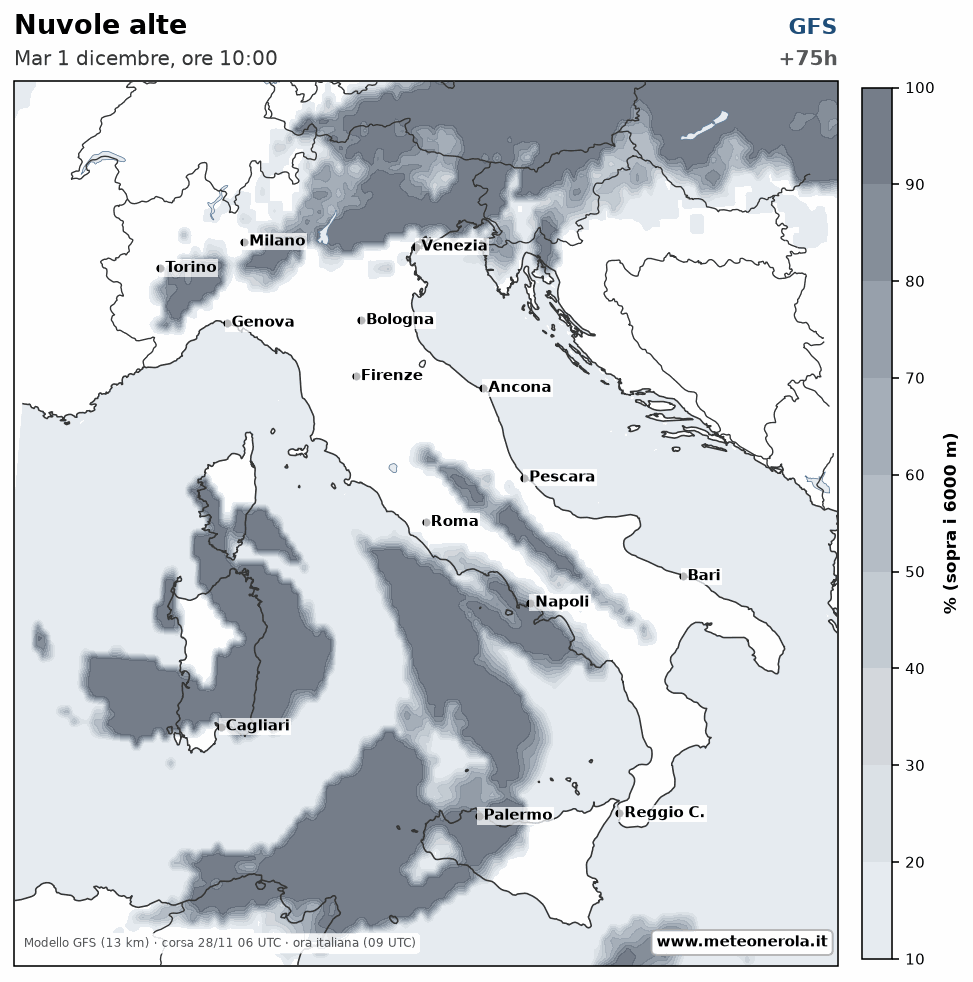 Nuvole alte
GFS
Mar 1 dicembre, ore 10:00
+75h
100
90
80
70
60
50
40
30
20
10
% (sopra i 6000 m)
Milano
Venezia
Torino
Genova
Bologna
Firenze
Ancona
Pescara
Roma
Bari
Napoli
Cagliari
Palermo
Reggio C.
Modello GFS (13 km) · corsa 28/11 06 UTC · ora italiana (09 UTC)
www.meteonerola.it